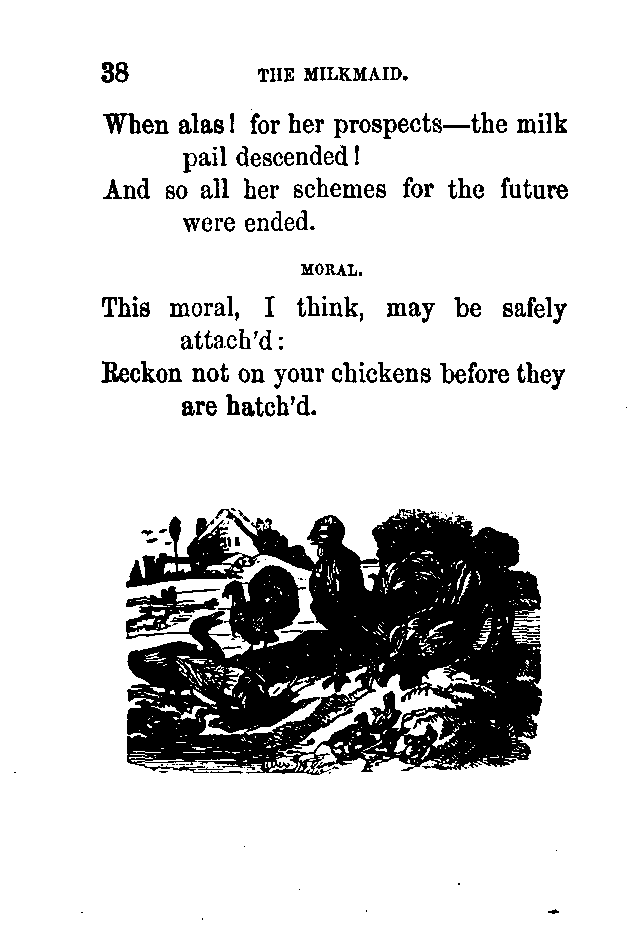 38 THE MILKMAID.
When alas! for her prospects—the milk
pail descended!
And so all her schemes for the future
were ended.
MORAL.
This moral, I think, may be safely
attach'd:
Reckon not on your chickens before they
are hatch'd.